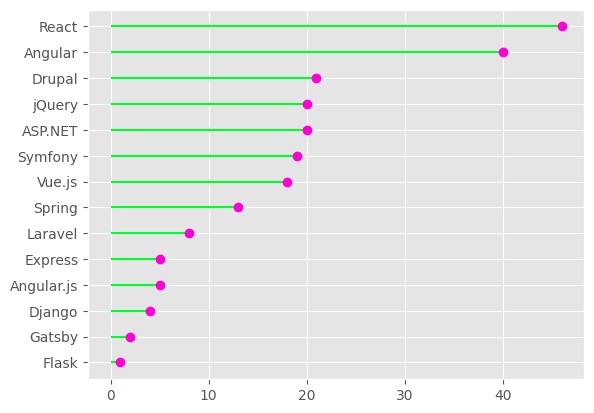 React
Angular
Drupal
jQuery
ASP.NET
Symfony
Vue.js
Spring
Laravel
Express
Angular.js
Django
Gatsby
Flask
0 10 20 30 40